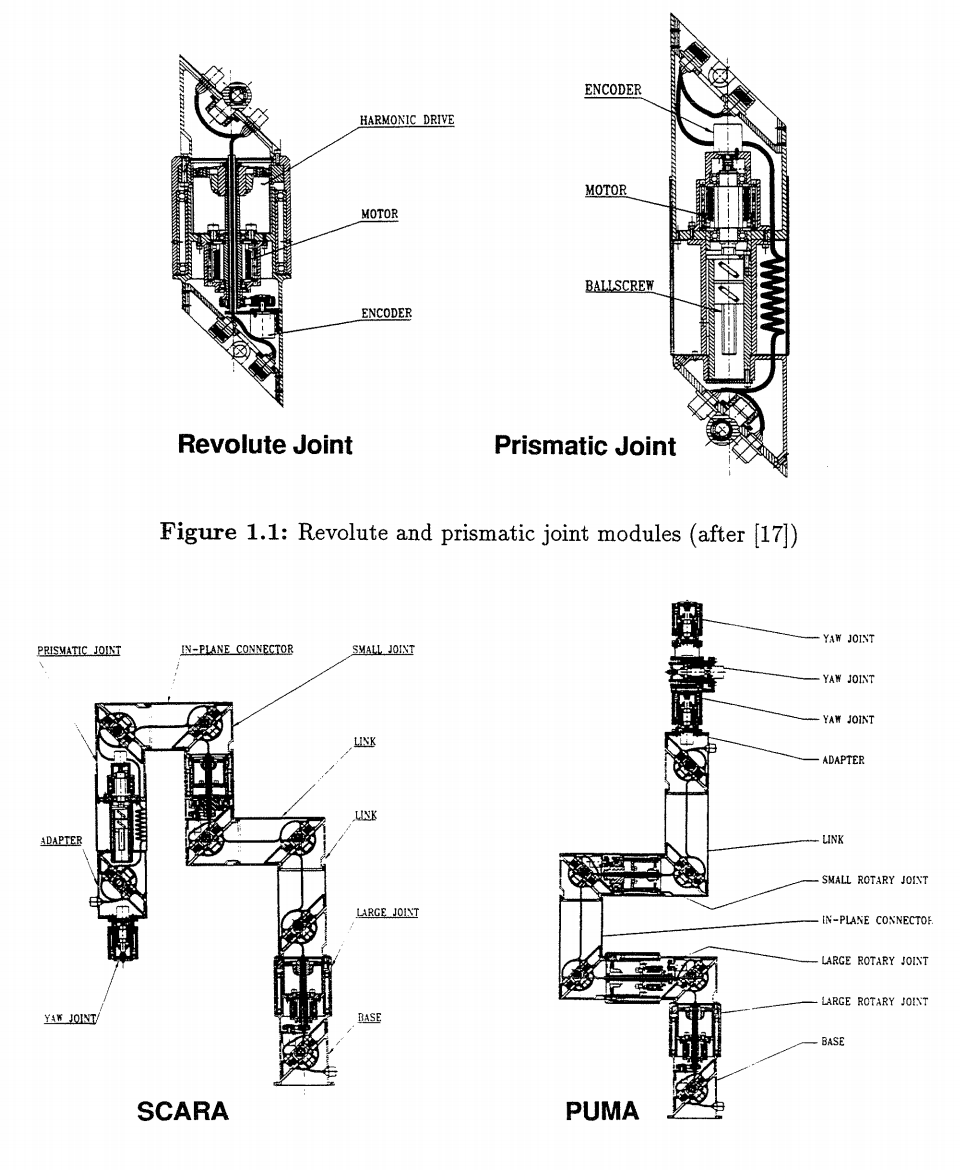 HARMONIC DRIVE
MOTOR
ENCODER
Revolute Joint
ENCODER
MOTOR
BALLSCREW
Prismatic Joint
Figure 1.1: Revolute and prismatic joint modules (after [17])
PRISMATIC JOINT
IN-PLANE CONNECTOR
SMALL JOINT
LINK
LINK
ADAPTER
LARGE JOINT
YAW JOINT
BASE
SCARA
YAW JOINT
YAW JOINT
YAW JOINT
ADAPTER
LINK
SMALL ROTARY JOINT
IN-PLANE CONNECTOR
LARGE ROTARY JOINT
LARGE ROTARY JOINT
BASE
PUMA